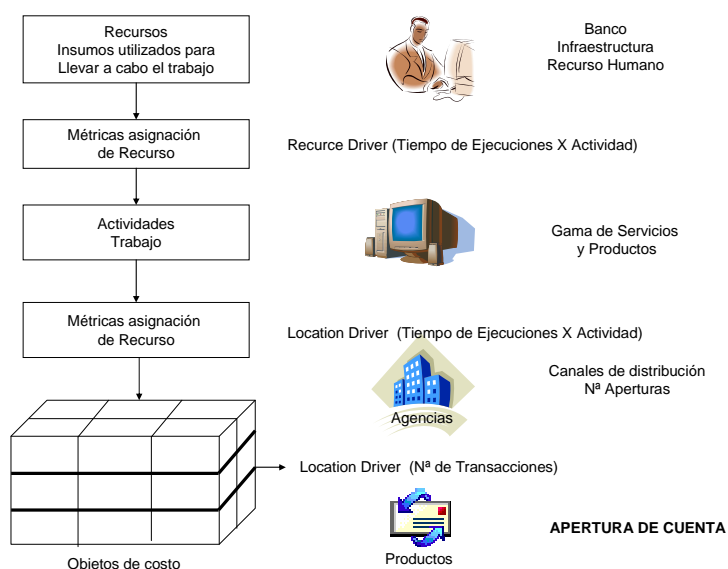 Recursos
Insumos utilizados para
Llevar a cabo el trabajo
Banco
Infraestructura
Recurso Humano
Métricas asignación
de Recurso
Recurce Driver (Tiempo de Ejecuciones X Actividad)
Actividades
Trabajo
Gama de Servicios
y Productos
Métricas asignación
de Recurso
Location Driver (Tiempo de Ejecuciones X Actividad)
Canales de distribución
Nª Aperturas
Agencias
Location Driver (Nª de Transacciones)
APERTURA DE CUENTA
Productos
Objetos de costo